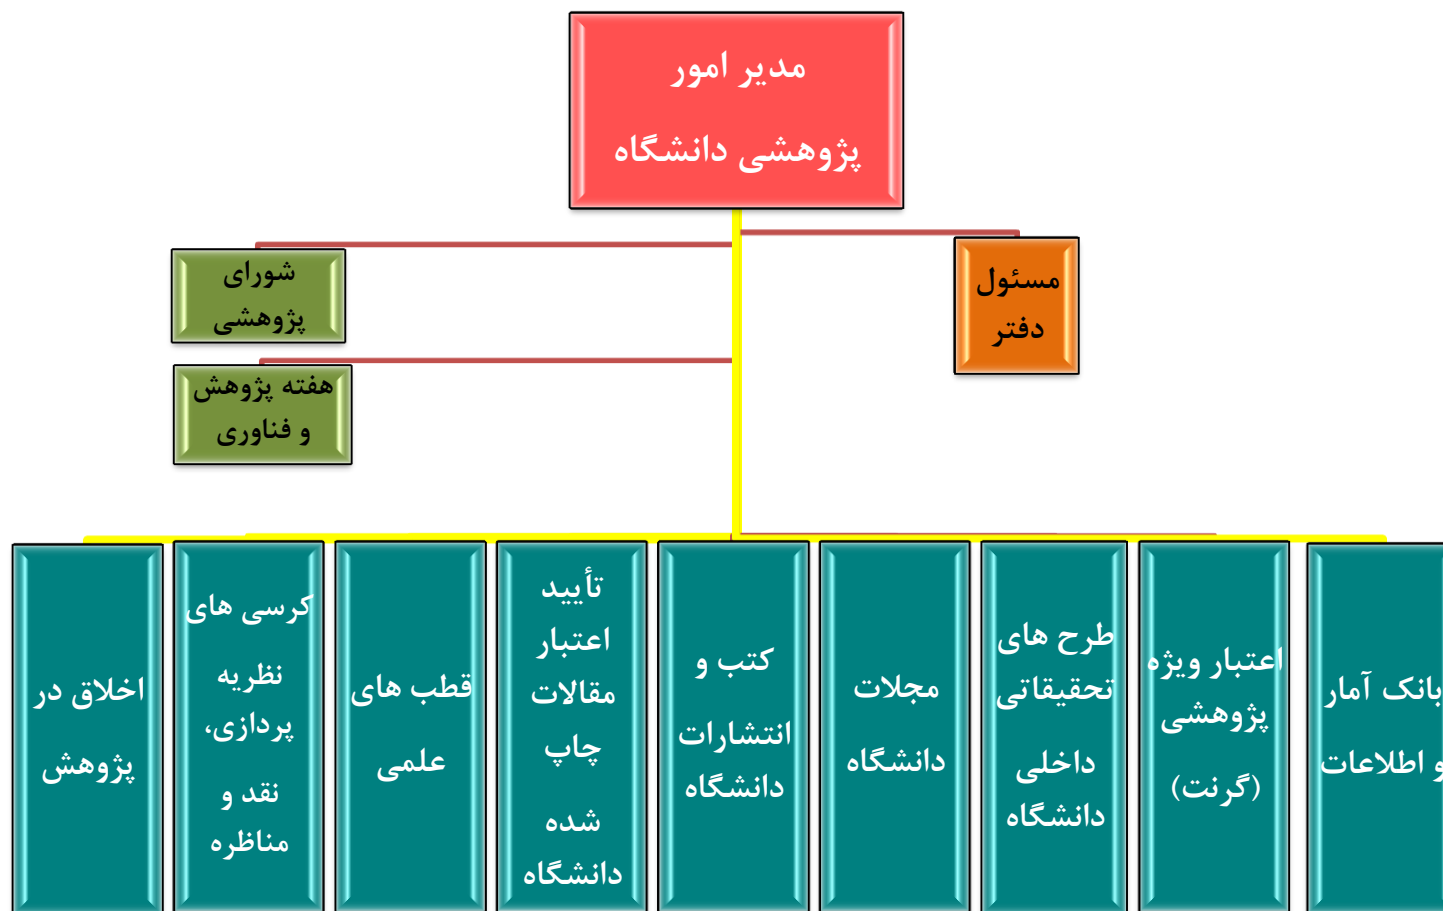 مدیر امور
پژوهشی دانشگاه
مسئول
دفتر
شورای
پژوهشی
هفته پژوهش
و فناوری
بانک آمار
و اطلاعات
اعتبار ویژه
پژوهشی
(گرنت)
طرح های
تحقیقاتی
داخلی
دانشگاه
مجلات
دانشگاه
کتب و
انتشارات
دانشگاه
تأیید
اعتبار
مقالات
چاپ
شده
دانشگاه
قطب های
علمی
کرسی های
نظریه
پردازی،
نقد و
مناظره
اخلاق در
پژوهش